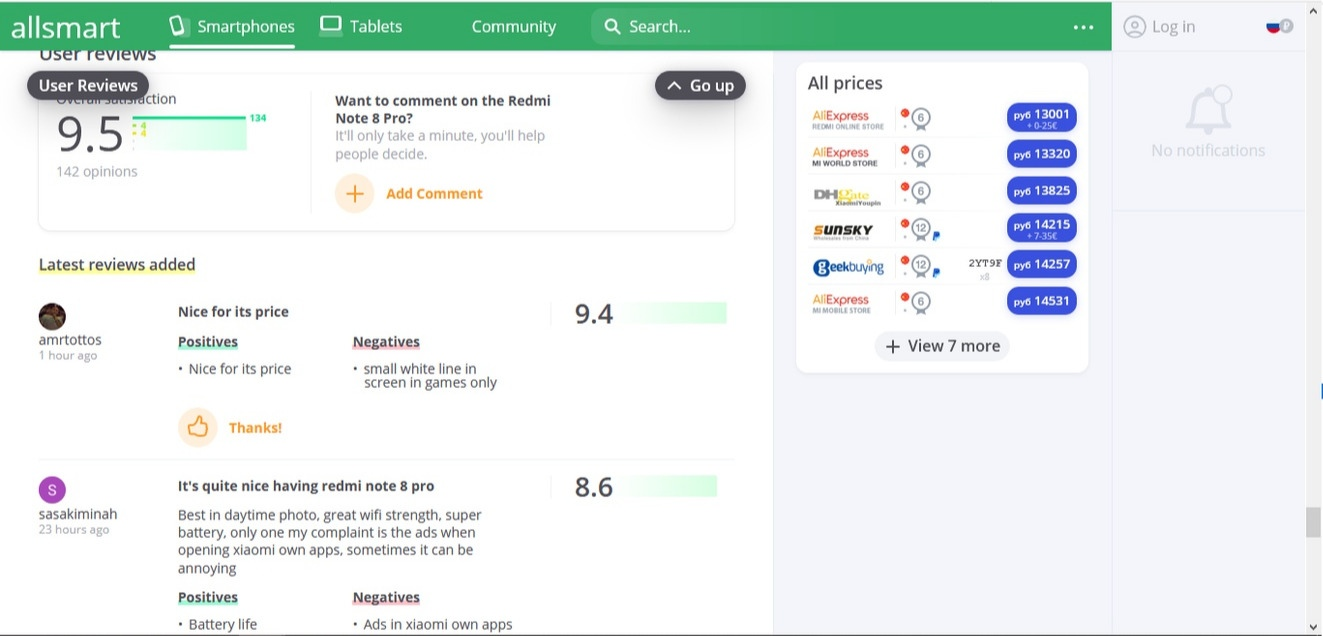 allsmart
Smartphones
Tablets
Community
Search...
Log in
User reviews
User Reviews
Go up
Overall satisfaction
9.5
134
4
4
142 opinions
Want to comment on the Redmi
Note 8 Pro?
It'll only take a minute, you'll help
people decide.
Add Comment
Latest reviews added
amrtottos
1 hour ago
Nice for its price
9.4
Positives
• Nice for its price
Negatives
• small white line in
screen in games only
Thanks!
S
sasakiminah
23 hours ago
It's quite nice having redmi note 8 pro
8.6
Best in daytime photo, great wifi strength, super
battery, only one my complaint is the ads when
opening xiaomi own apps, sometimes it can be
annoying
Positives
• Battery life
Negatives
• Ads in xiaomi own apps
All prices
AliExpress
REDMI ONLINE STORE
6
руб 13001
+ 0-25€
AliExpress
MI WORLD STORE
6
руб 13320
DHgate
XiaomiYoupin
6
руб 13825
SUNSKY
Wholesales from China
12
руб 14215
+ 7-35€
geekbuying
12
2YT9F
x8
руб 14257
AliExpress
MI MOBILE STORE
6
руб 14531
+ View 7 more
No notifications